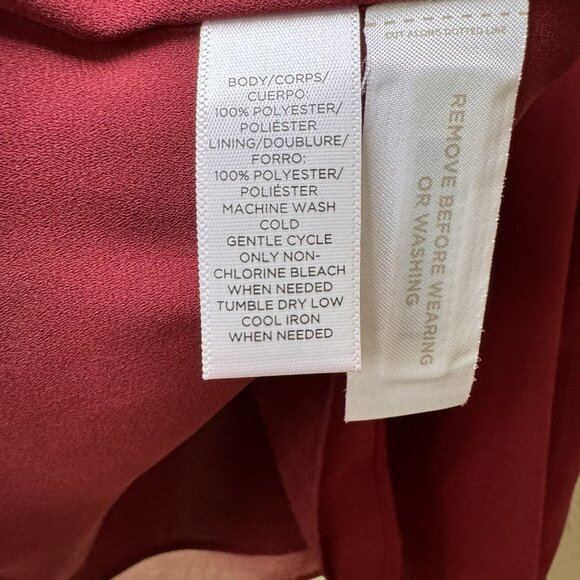 BODY/CORPS/
CUERPO:
100% POLYESTER/
POLIÉSTER
LINING/DOUBLURE/
FORRO:
100% POLYESTER/
POLIÉSTER
MACHINE WASH
COLD
GENTLE CYCLE
ONLY NON-
CHLORINE BLEACH
WHEN NEEDED
TUMBLE DRY LOW
COOL IRON
WHEN NEEDED
CUT ALONG DOTTED LINE
REMOVE BEFORE WEARING
OR WASHING